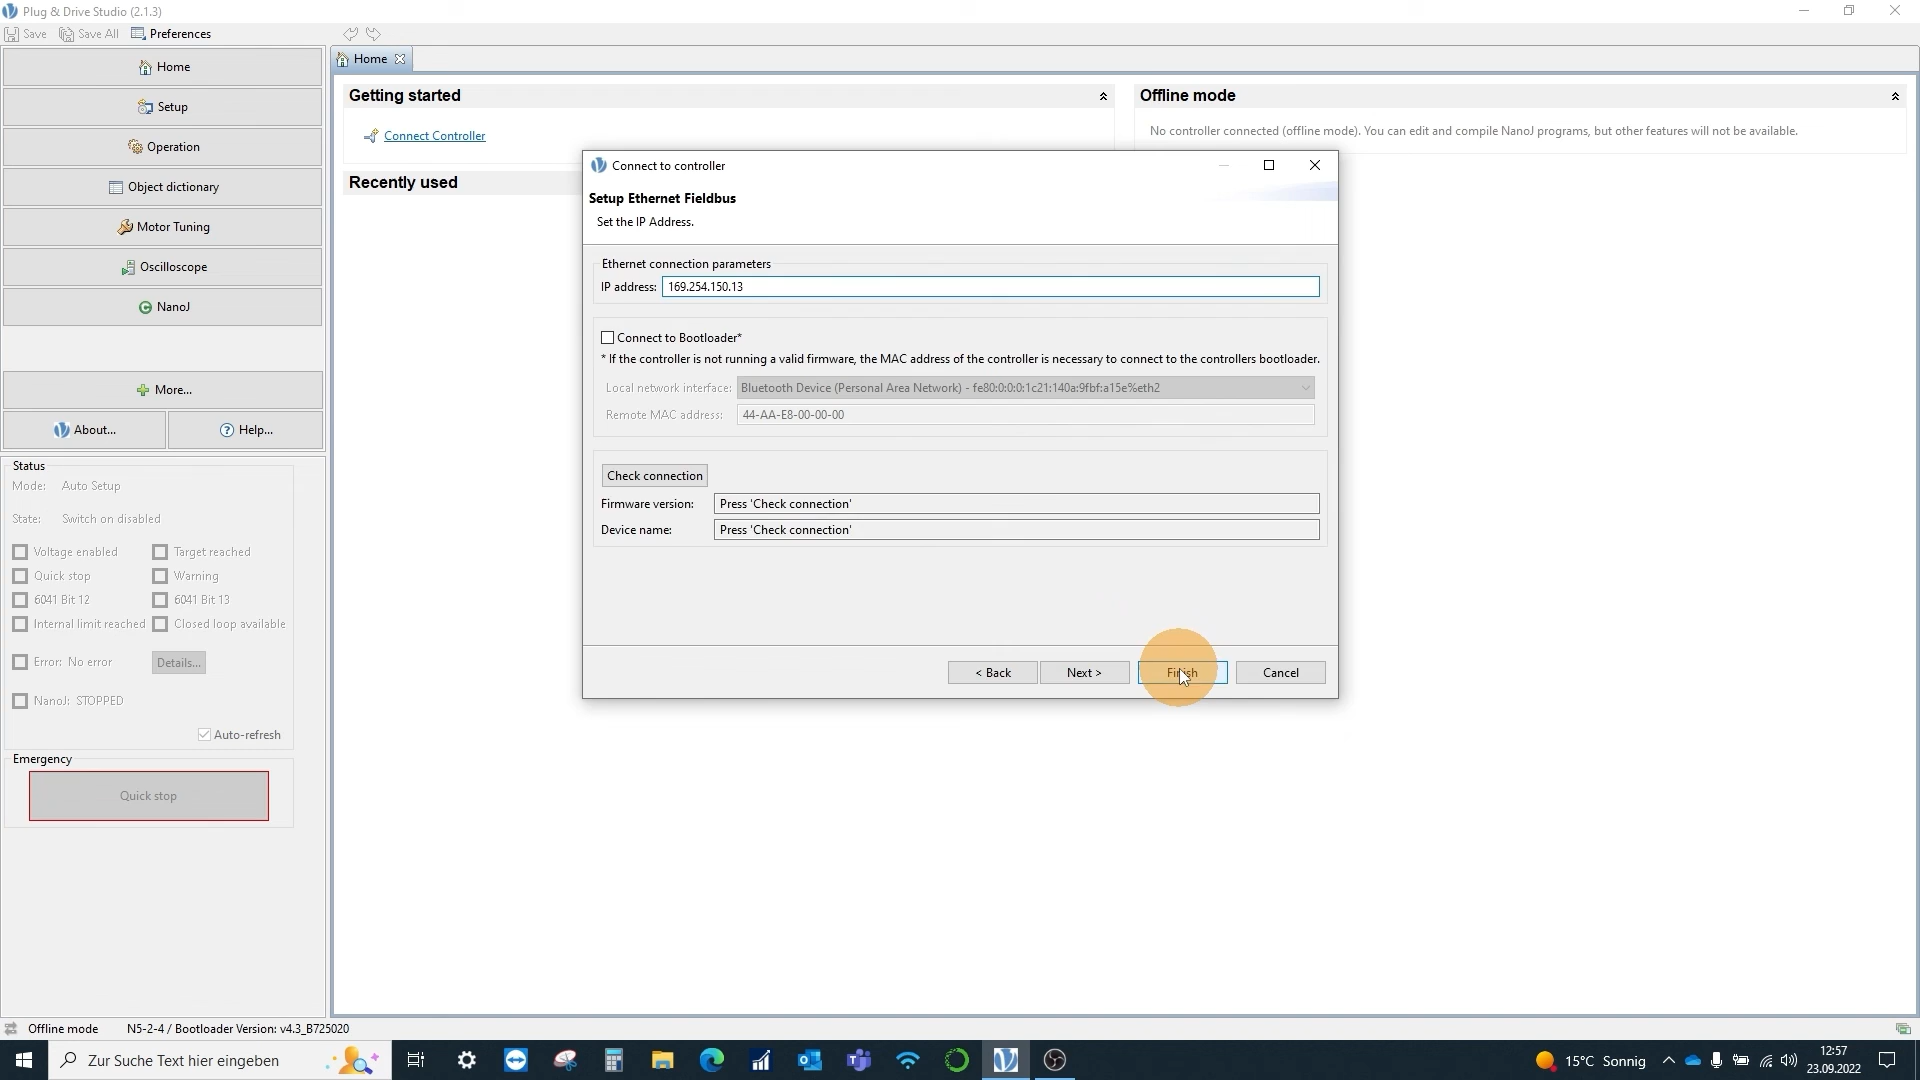 Plug & Drive Studio (2.1.3)
Save
Save All
Preferences
Home
Setup
Operation
Object dictionary
Motor Tuning
Oscilloscope
NanoJ
More...
About...
Help...
Status
Mode: Auto Setup
State: Switch on disabled
Voltage enabled
Target reached
Quick stop
Warning
6041 Bit 12
6041 Bit 13
Internal limit reached
Closed loop available
Error: No error
Details...
NanoJ: STOPPED
Auto-refresh
Emergency
Quick stop
Home
Getting started
Connect Controller
Recently used
Offline mode
No controller connected (offline mode). You can edit and compile NanoJ programs, but other features will not be available.
Connect to controller
Setup Ethernet Fieldbus
Set the IP Address.
Ethernet connection parameters
IP address: 169.254.150.13
Connect to Bootloader*
* If the controller is not running a valid firmware, the MAC address of the controller is necessary to connect to the controllers bootloader.
Local network interface: Bluetooth Device (Personal Area Network) - fe80:0:0:0:1c21:140a:9fbf:a15e%eth2
Remote MAC address: 44-AA-E8-00-00-00
Check connection
Firmware version: Press 'Check connection'
Device name: Press 'Check connection'
< Back
Next >
Finish
Cancel
Offline mode
N5-2-4 / Bootloader Version: v4.3_B725020
Zur Suche Text hier eingeben
15°C Sonnig
12:57
23.09.2022